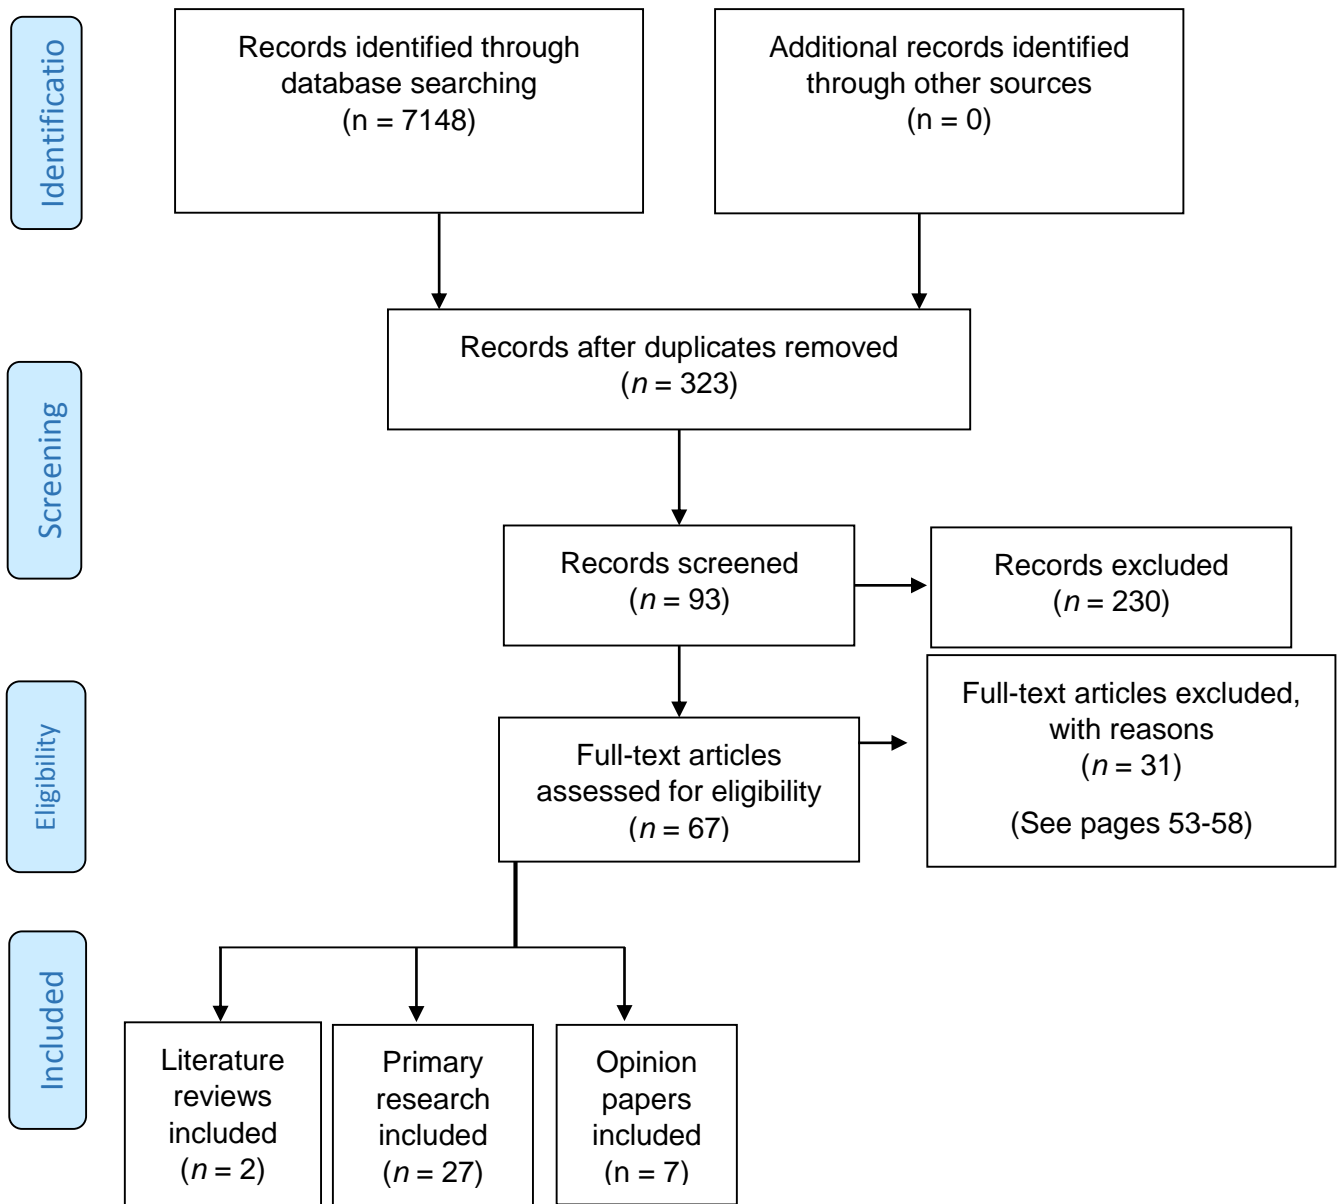 Identificatio
Records identified through
database searching
(n = 7148)
Additional records identified
through other sources
(n = 0)
Records after duplicates removed
(n = 323)
Screening
Records screened
(n = 93)
Records excluded
(n = 230)
Eligibility
Full-text articles
assessed for eligibility
(n = 67)
Full-text articles excluded,
with reasons
(n = 31)
(See pages 53-58)
Included
Literature
reviews
included
(n = 2)
Primary
research
included
(n = 27)
Opinion
papers
included
(n = 7)